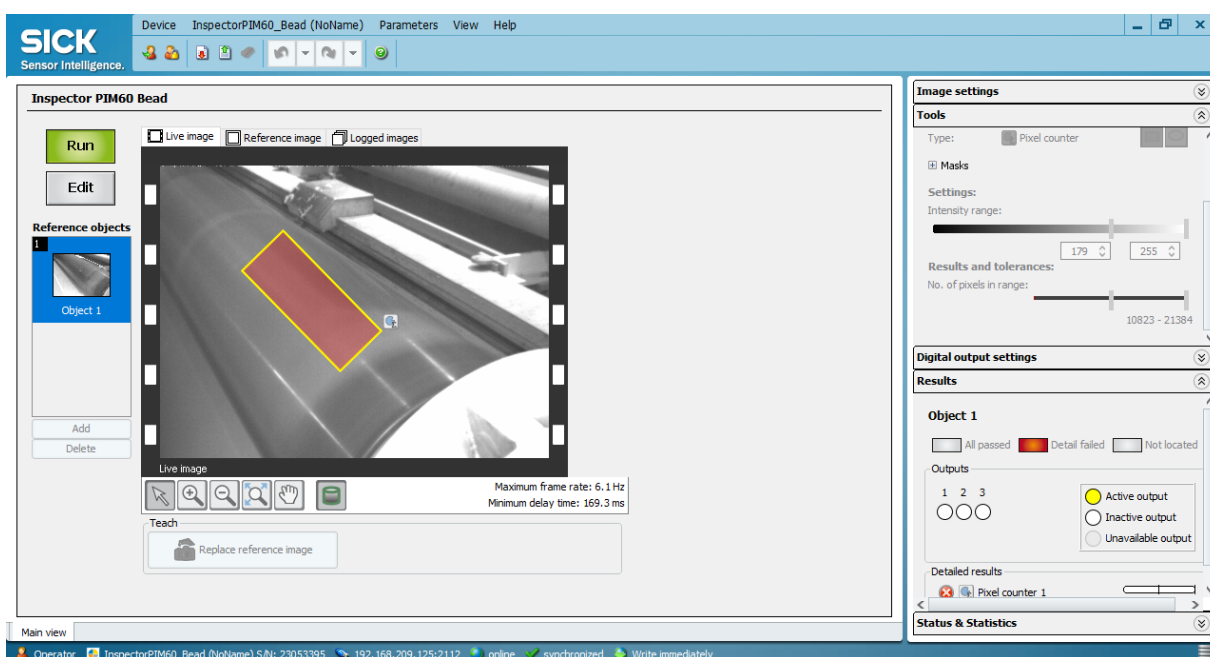 SICK
Sensor Intelligence.
Device InspectorPIM60_Bead (NoName) Parameters View Help
Inspector PIM60 Bead
Run
Edit
Reference objects
1
Object 1
Add
Delete
Live image Reference image Logged images
Live image
Maximum frame rate: 6.1 Hz
Minimum delay time: 169.3 ms
Teach
Replace reference image
Main view
Image settings
Tools
Type: Pixel counter
Masks
Settings:
Intensity range:
179 255
Results and tolerances:
No. of pixels in range:
10823 - 21384
Digital output settings
Results
Object 1
All passed Detail failed Not located
Outputs
1 2 3
Active output
Inactive output
Unavailable output
Detailed results
Pixel counter 1
Status & Statistics
Operator InspectorPIM60_Bead (NoName) S/N: 23053395 192.168.209.125:2112 online synchronized Write immediately